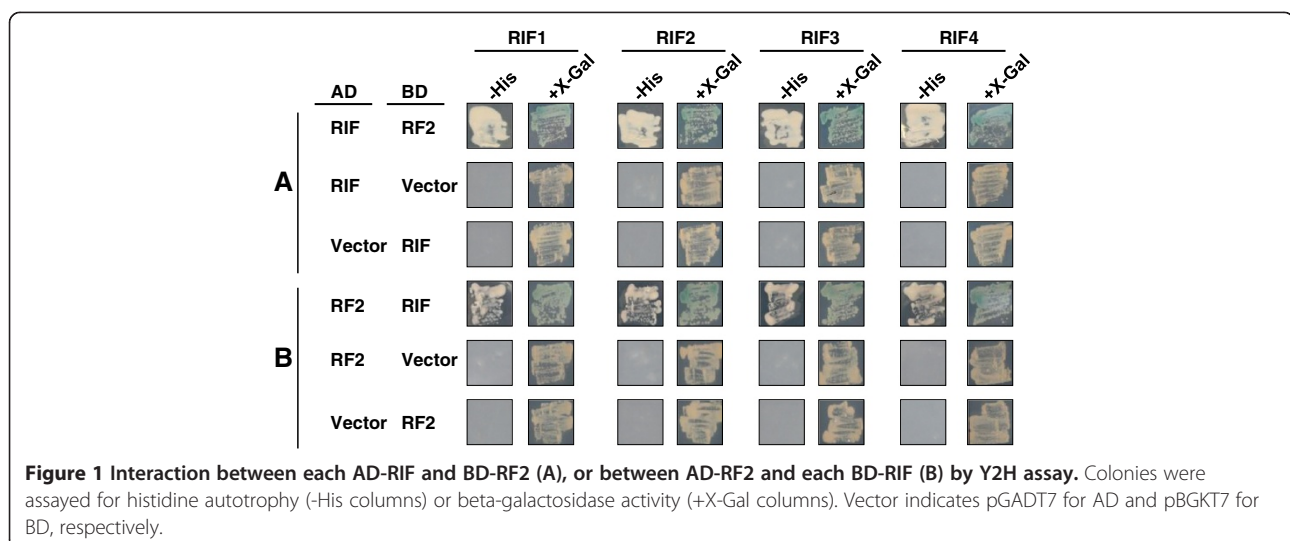 RIF1 RIF2 RIF3 RIF4
-His +X-Gal -His +X-Gal -His +X-Gal -His +X-Gal
AD BD
RIF RF2
A RIF Vector
Vector RIF
RF2 RIF
B RF2 Vector
Vector RF2
Figure 1 Interaction between each AD-RIF and BD-RF2 (A), or between AD-RF2 and each BD-RIF (B) by Y2H assay. Colonies were
assayed for histidine autotrophy (-His columns) or beta-galactosidase activity (+X-Gal columns). Vector indicates pGADT7 for AD and pBGKT7 for
BD, respectively.